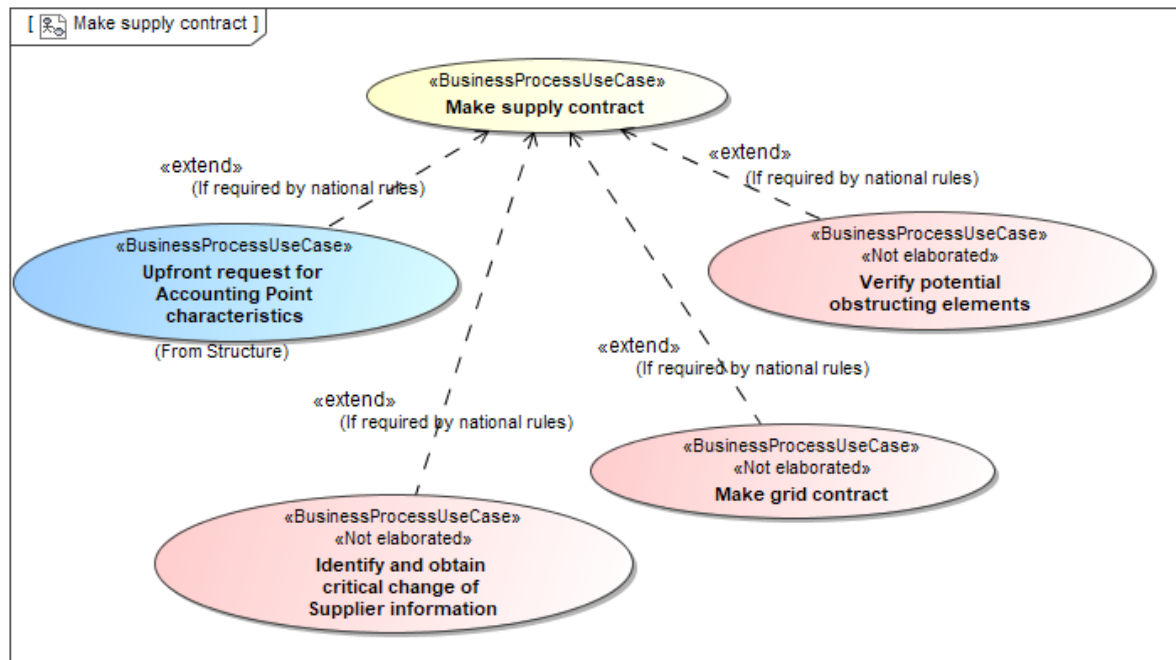 [ Make supply contract ]
«BusinessProcessUseCase»
Make supply contract
«extend»
(If required by national rules)
«extend»
(If required by national rules)
«BusinessProcessUseCase»
Upfront request for
Accounting Point
characteristics
(From Structure)
«BusinessProcessUseCase»
«Not elaborated»
Verify potential
obstructing elements
«extend»
(If required by national rules)
«extend»
(If required by national rules)
«BusinessProcessUseCase»
«Not elaborated»
Make grid contract
«BusinessProcessUseCase»
«Not elaborated»
Identify and obtain
critical change of
Supplier information